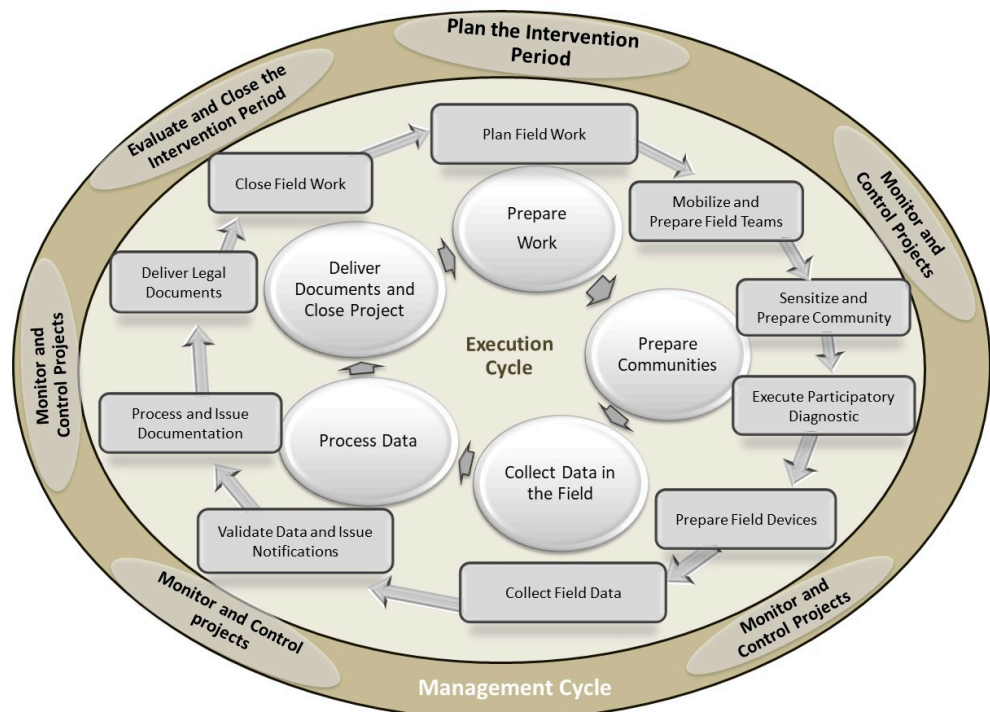 Plan the Intervention
Period
Evaluate and Close the
Intervention Period
Monitor and
Control Projects
Monitor and
Control Projects
Monitor and Control
projects
Monitor and
Control Projects
Management Cycle
Plan Field Work
Mobilize and
Prepare Field Teams
Sensitize and
Prepare Community
Execute Participatory
Diagnostic
Prepare Field Devices
Collect Field Data
Validate Data and Issue
Notifications
Process and Issue
Documentation
Deliver Legal
Documents
Close Field Work
Prepare
Work
Prepare
Communities
Collect Data in
the Field
Process Data
Deliver
Documents and
Close Project
Execution
Cycle